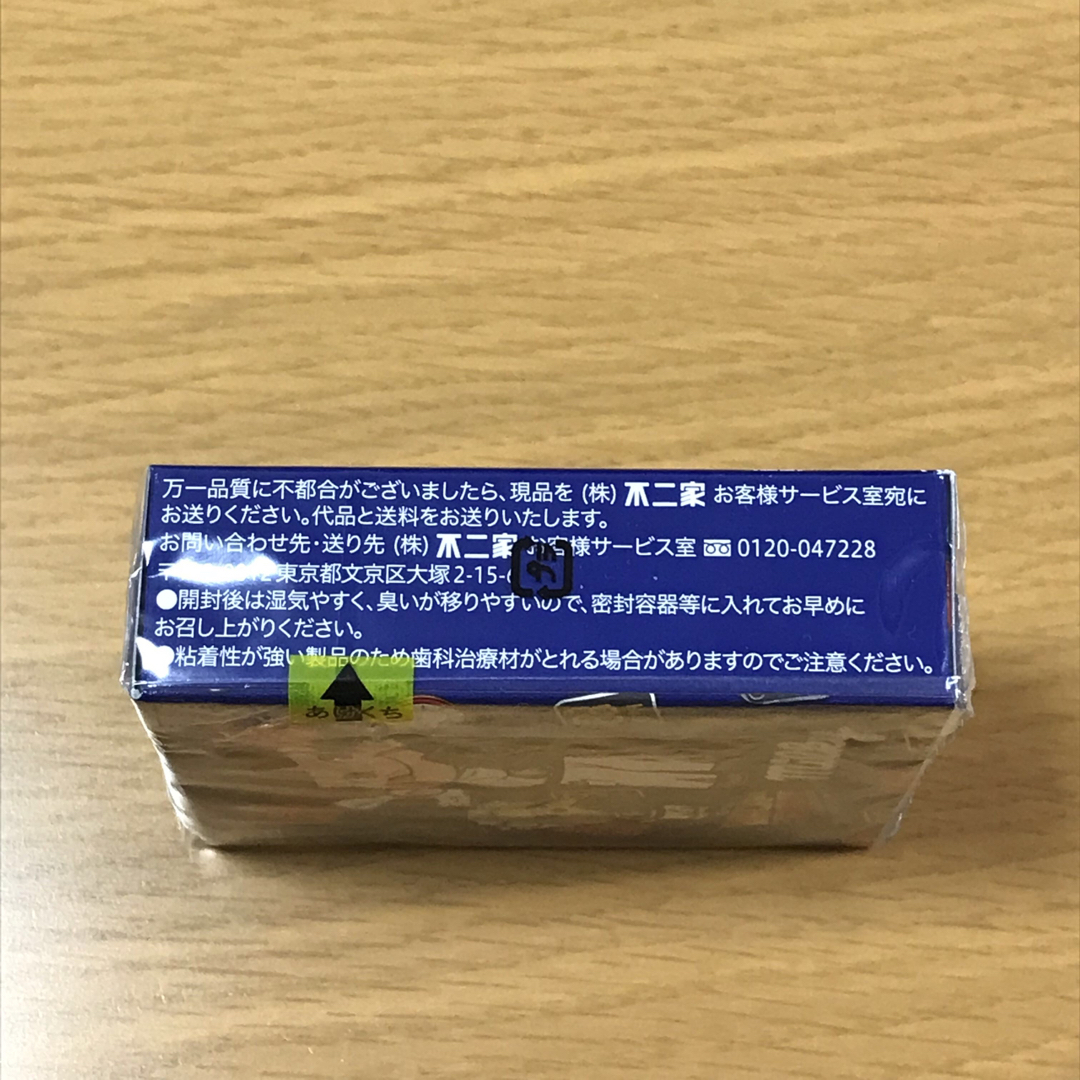 万一品質に不都合がございましたら、現品を(株)不二家 お客様サービス室宛に
お送りください。代品と送料をお送りいたします。
お問い合わせ先・送り先(株)不二家 お客様サービス室 0120-047228
東京都文京区大塚2-15-
●開封後は湿気やすく、臭いが移りやすいので、密封容器等に入れてお早めに
お召し上がりください。
●粘着性が強い製品のため歯科治療材がとれる場合がありますのでご注意ください。
プラ
あけくち